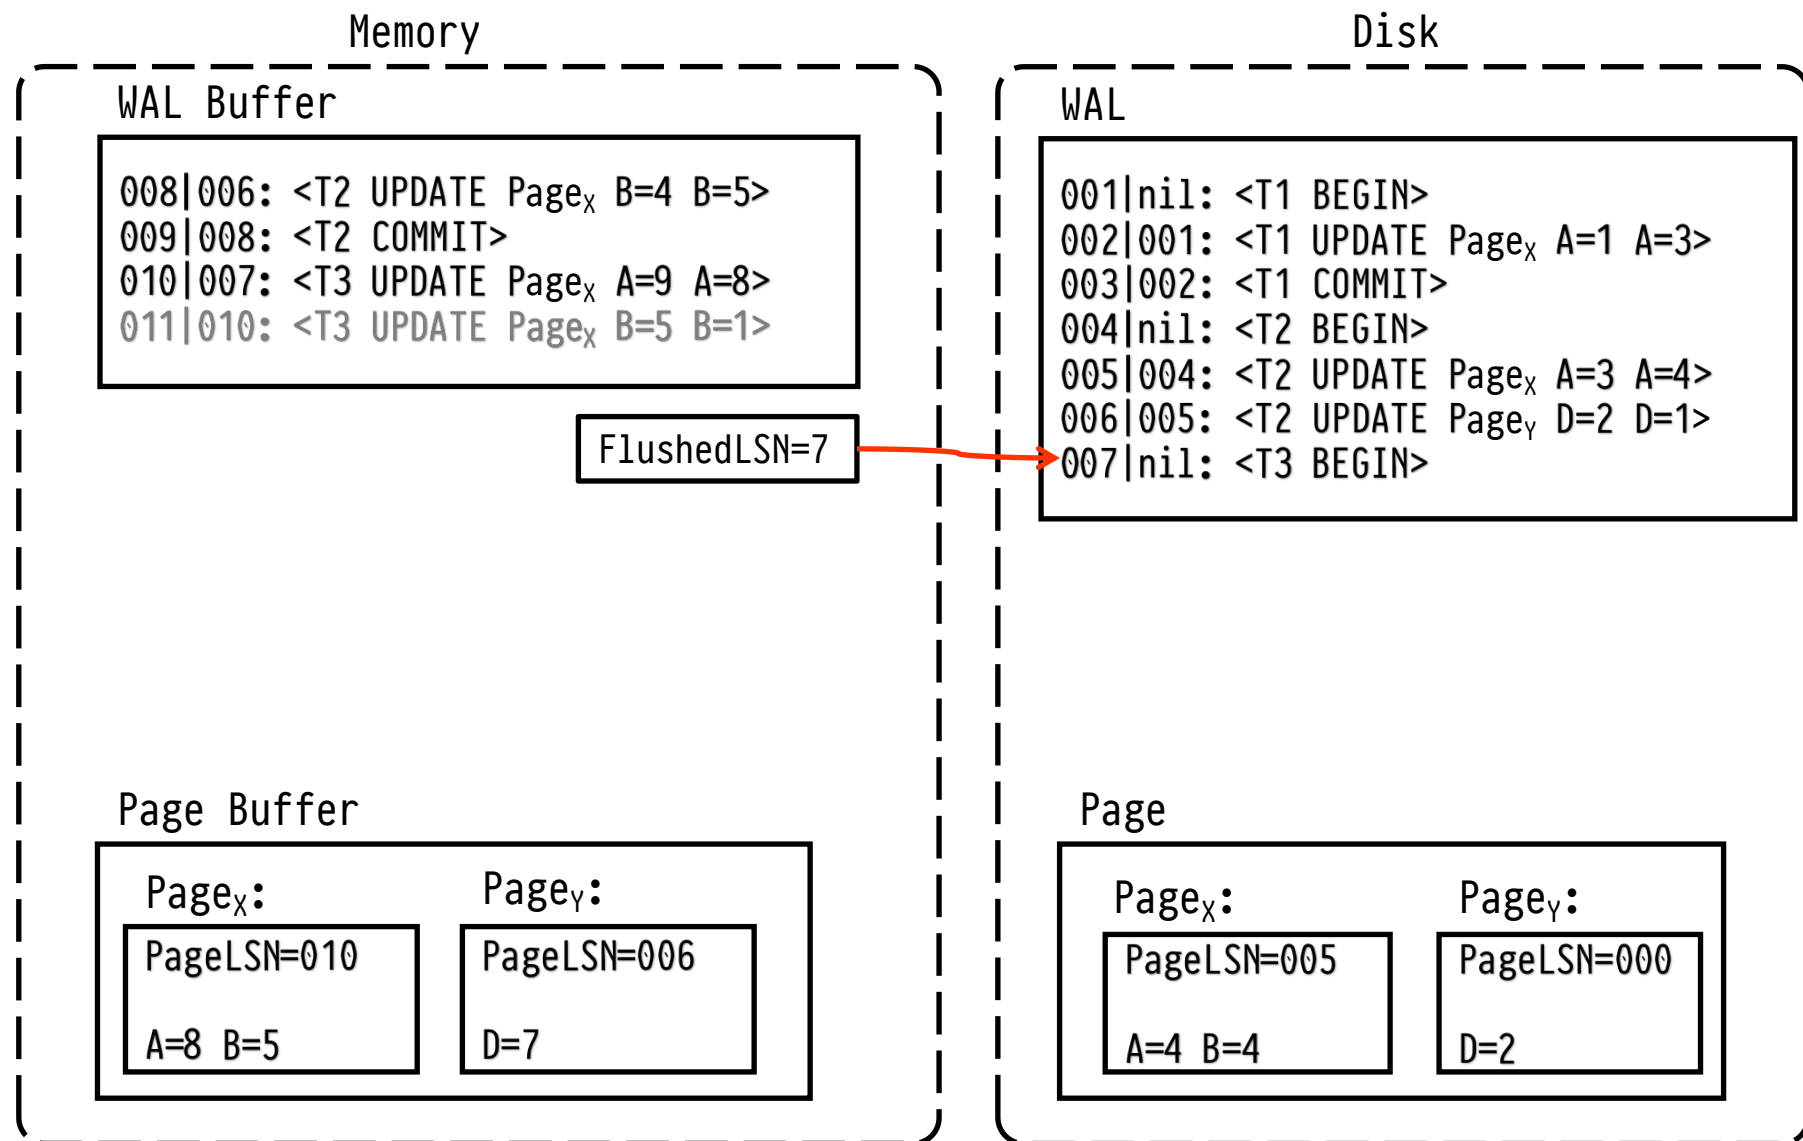 Memory
WAL Buffer
008|006: <T2 UPDATE PageX B=4 B=5>
009|008: <T2 COMMIT>
010|007: <T3 UPDATE PageX A=9 A=8>
011|010: <T3 UPDATE PageX B=5 B=1>
FlushedLSN=7
Page Buffer
PageX:
PageLSN=010
A=8 B=5
PageY:
PageLSN=006
D=7
Disk
WAL
001|nil: <T1 BEGIN>
002|001: <T1 UPDATE PageX A=1 A=3>
003|002: <T1 COMMIT>
004|nil: <T2 BEGIN>
005|004: <T2 UPDATE PageX A=3 A=4>
006|005: <T2 UPDATE PageY D=2 D=1>
007|nil: <T3 BEGIN>
Page
PageX:
PageLSN=005
A=4 B=4
PageY:
PageLSN=000
D=2